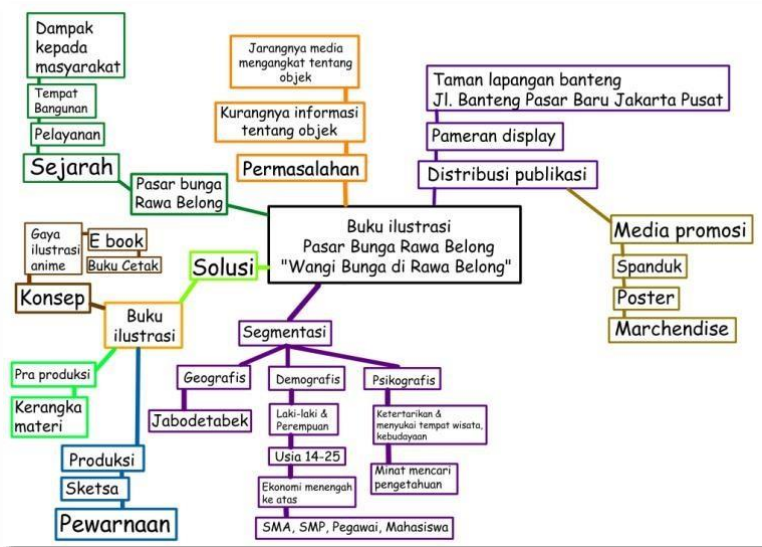 Dampak
kepada
masyarakat
Tempat
Bangunan
Pelayanan
Sejarah
Pasar bunga
Rawa Belong
Jarangnya media
mengangkat tentang
objek
Kurangnya informasi
tentang objek
Permasalahan
Taman lapangan banteng
Jl. Banteng Pasar Baru Jakarta Pusat
Pameran display
Distribusi publikasi
Media promosi
Spanduk
Poster
Marchendise
Buku ilustrasi
Pasar Bunga Rawa Belong
"Wangi Bunga di Rawa Belong"
Solusi
Buku
ilustrasi
Gaya
ilustrasi
anime
E book
Buku Cetak
Konsep
Pra produksi
Kerangka
materi
Produksi
Sketsa
Pewarnaan
Segmentasi
Geografis
Jabodetabek
Demografis
Laki-laki &
Perempuan
Usia 14-25
Ekonomi menengah
ke atas
SMA, SMP, Pegawai, Mahasiswa
Psikografis
Ketertarikan &
menyukai tempat wisata,
kebudayaan
Minat mencari
pengetahuan